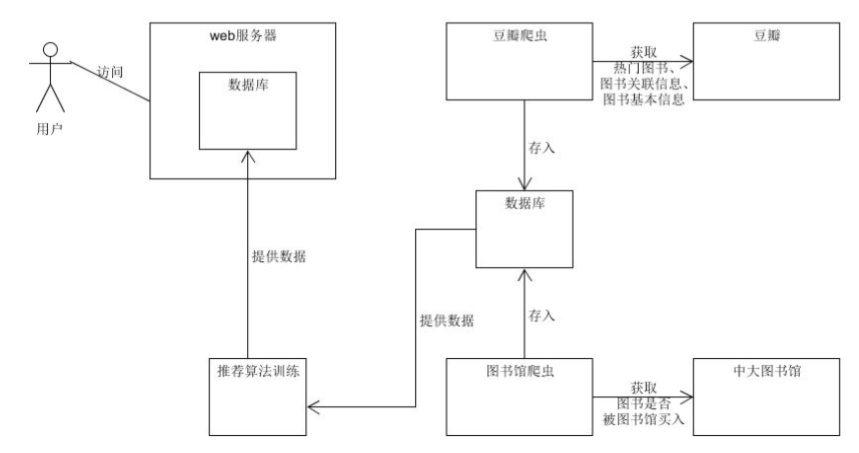 web服务器
豆瓣爬虫
豆瓣
获取
热门图书、
图书关联信息、
图书基本信息
访问
数据库
用户
存入
数据库
提供数据
提供数据
存入
推荐算法训练
图书馆爬虫
中大图书馆
获取
图书是否
被图书馆买入